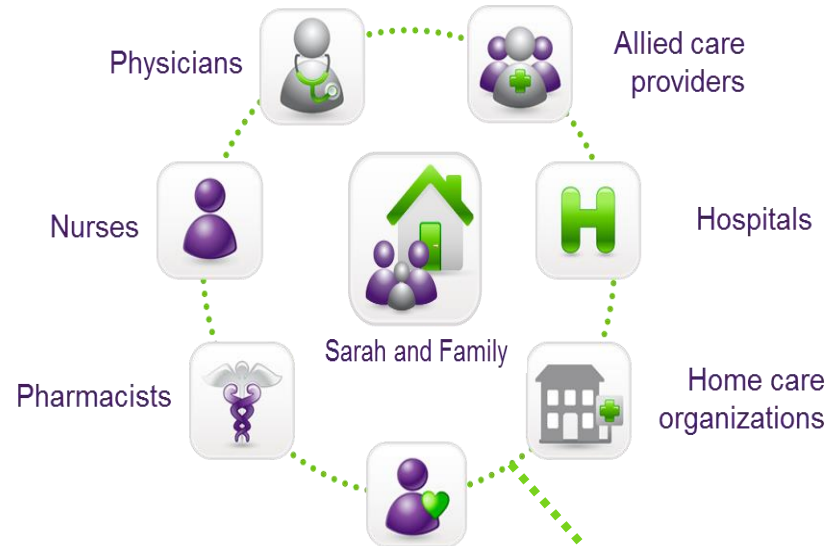 Physicians
Allied care
providers
Nurses
H
Hospitals
Sarah and Family
Pharmacists
Home care
organizations